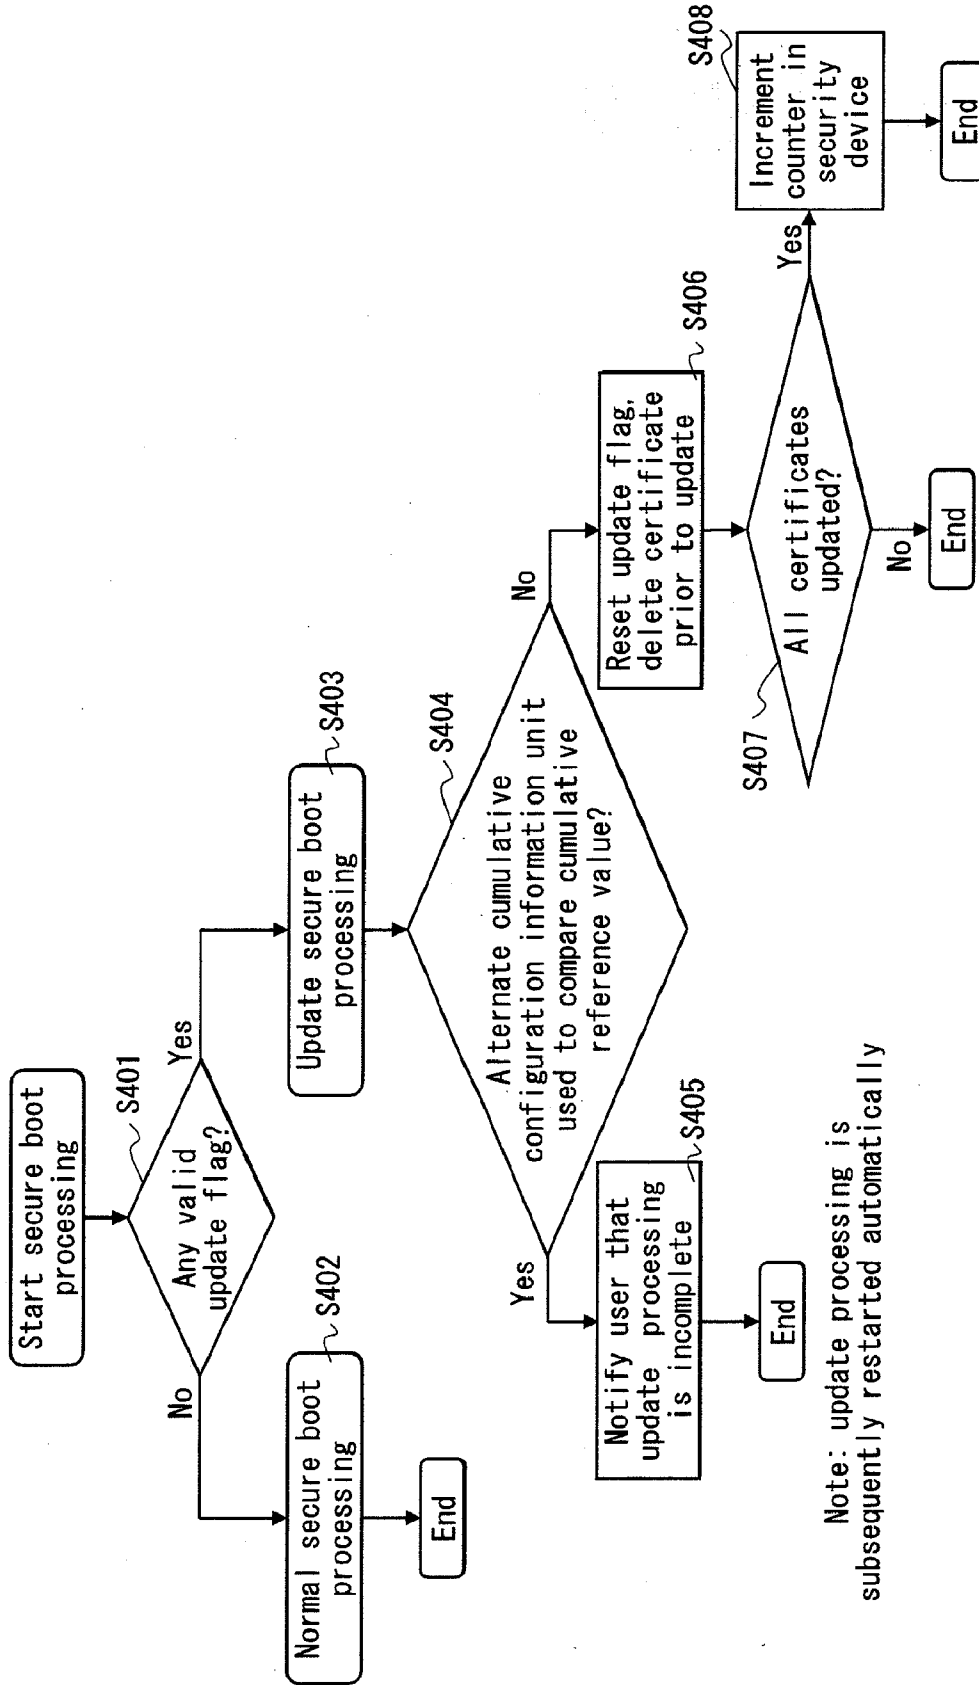 Start secure boot
processing
S401
Any valid
update flag?
No
Yes
S402
Normal secure boot
processing
End
S403
Update secure boot
processing
S404
Alternate cumulative
configuration information unit
used to compare cumulative
reference value?
Yes
No
S405
Notify user that
update processing
is incomplete
End
Note: update processing is
subsequently restarted automatically
S406
Reset update flag,
delete certificate
prior to update
S407
All certificates
updated?
No
End
Yes
S408
Increment
counter in
security
device
End